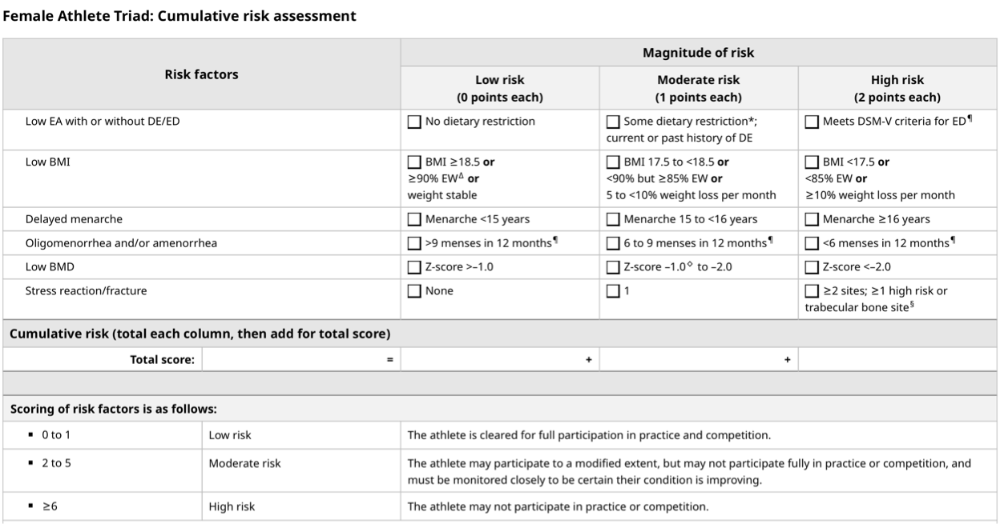 Female Athlete Triad: Cumulative risk assessment
Risk factors
Magnitude of risk
Low risk
(0 points each)
Moderate risk
(1 points each)
High risk
(2 points each)
Low EA with or without DE/ED
No dietary restriction
Some dietary restriction*;
current or past history of DE
Meets DSM-V criteria for ED¶
Low BMI
BMI ≥18.5 or
≥90% EWΔ or
weight stable
BMI 17.5 to <18.5 or
<90% but ≥85% EW or
5 to <10% weight loss per month
BMI <17.5 or
<85% EW or
≥10% weight loss per month
Delayed menarche
Menarche <15 years
Menarche 15 to <16 years
Menarche ≥16 years
Oligomenorrhea and/or amenorrhea
>9 menses in 12 months¶
6 to 9 menses in 12 months¶
<6 menses in 12 months¶
Low BMD
Z-score >–1.0
Z-score –1.0◊ to –2.0
Z-score <–2.0
Stress reaction/fracture
None
1
≥2 sites; ≥1 high risk or
trabecular bone site§
Cumulative risk (total each column, then add for total score)
Total score: = + +
Scoring of risk factors is as follows:
▪ 0 to 1
Low risk
The athlete is cleared for full participation in practice and competition.
▪ 2 to 5
Moderate risk
The athlete may participate to a modified extent, but may not participate fully in practice or competition, and
must be monitored closely to be certain their condition is improving.
▪ ≥6
High risk
The athlete may not participate in practice or competition.